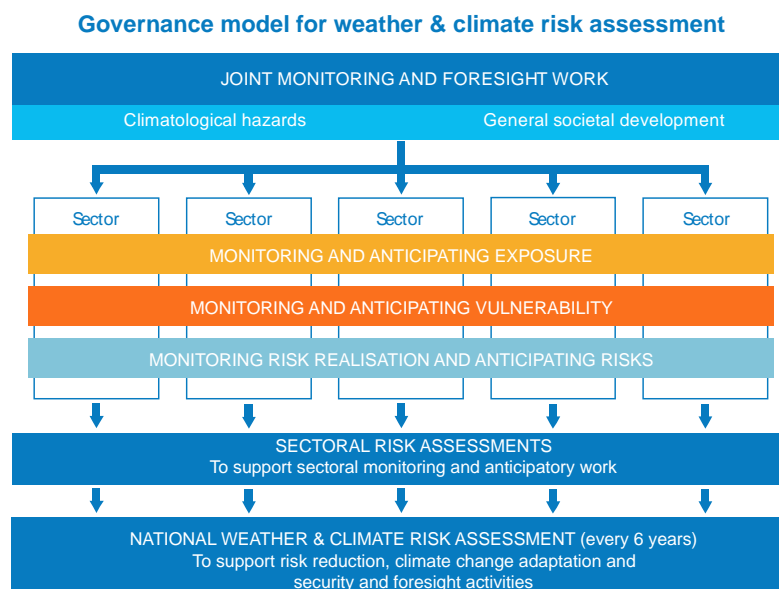 Governance model for weather & climate risk assessment
JOINT MONITORING AND FORESIGHT WORK
Climatological hazards General societal development
Sector Sector Sector Sector Sector
MONITORING AND ANTICIPATING EXPOSURE
MONITORING AND ANTICIPATING VULNERABILITY
MONITORING RISK REALISATION AND ANTICIPATING RISKS
SECTORAL RISK ASSESSMENTS
To support sectoral monitoring and anticipatory work
NATIONAL WEATHER & CLIMATE RISK ASSESSMENT (every 6 years)
To support risk reduction, climate change adaptation and
security and foresight activities